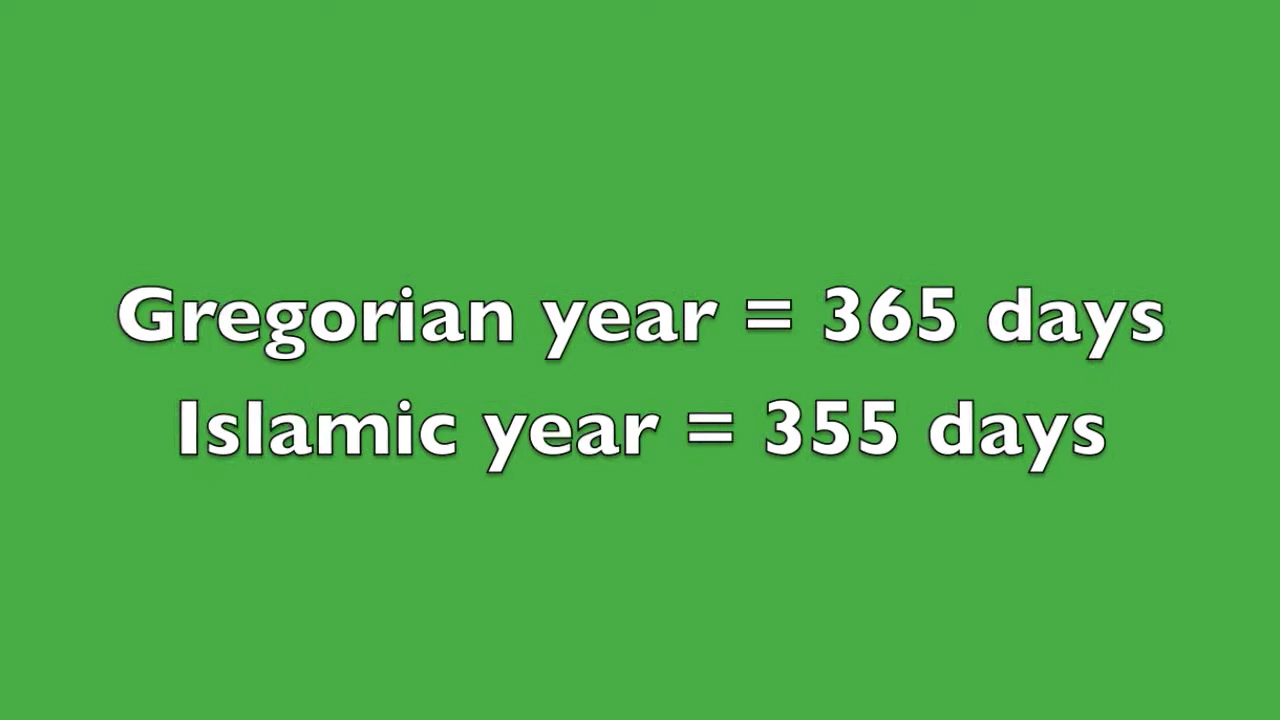 Gregorian year = 365 days
Islamic year = 355 days